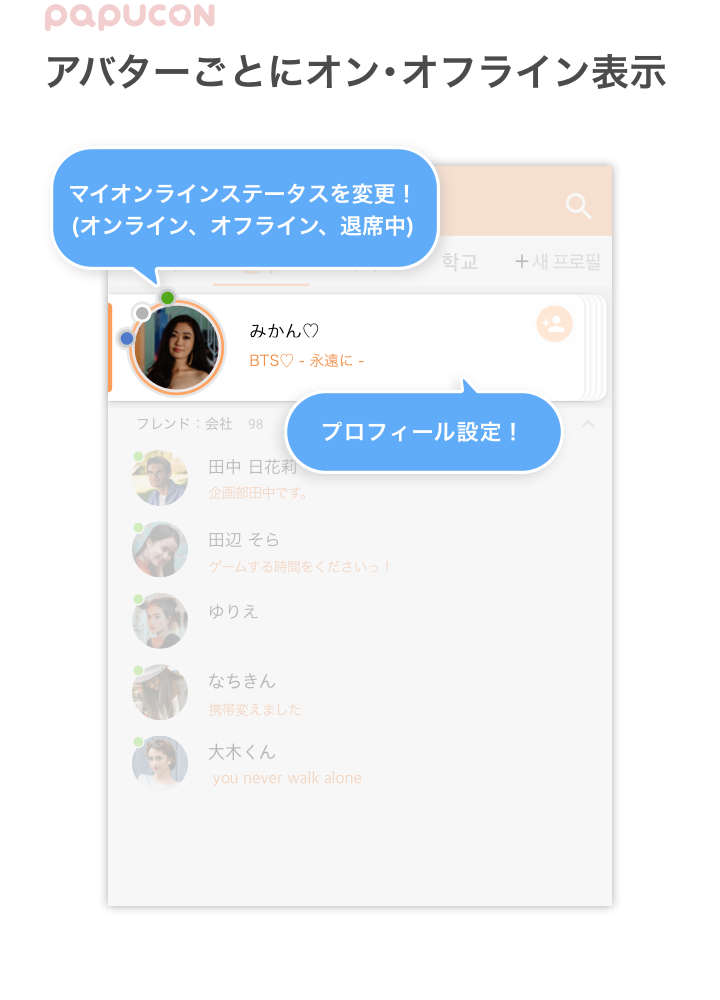 papucon
アバターごとにオン・オフライン表示
マイオンラインステータスを変更！
(オンライン、オフライン、退席中)
학교
+ 새 프로필
みかん♡
BTS♡ - 永遠に -
プロフィール設定！
フレンド：会社 98
田中 日花莉
企画部田中です。
田辺 そら
ゲームする時間をくださいっ！
ゆりえ
なちきん
携帯変えました
大木くん
you never walk alone